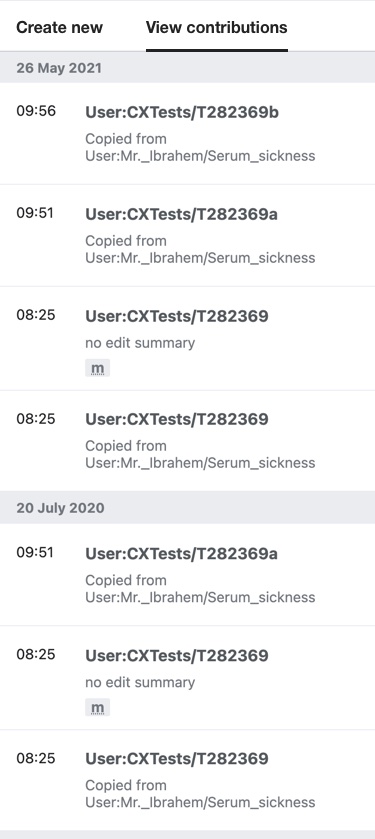 Create new View contributions
26 May 2021
09:56 User:CXTests/T282369b
Copied from
User:Mr._Ibrahem/Serum_sickness
09:51 User:CXTests/T282369a
Copied from
User:Mr._Ibrahem/Serum_sickness
08:25 User:CXTests/T282369
no edit summary
m
08:25 User:CXTests/T282369
Copied from
User:Mr._Ibrahem/Serum_sickness
20 July 2020
09:51 User:CXTests/T282369a
Copied from
User:Mr._Ibrahem/Serum_sickness
08:25 User:CXTests/T282369
no edit summary
m
08:25 User:CXTests/T282369
Copied from
User:Mr._Ibrahem/Serum_sickness